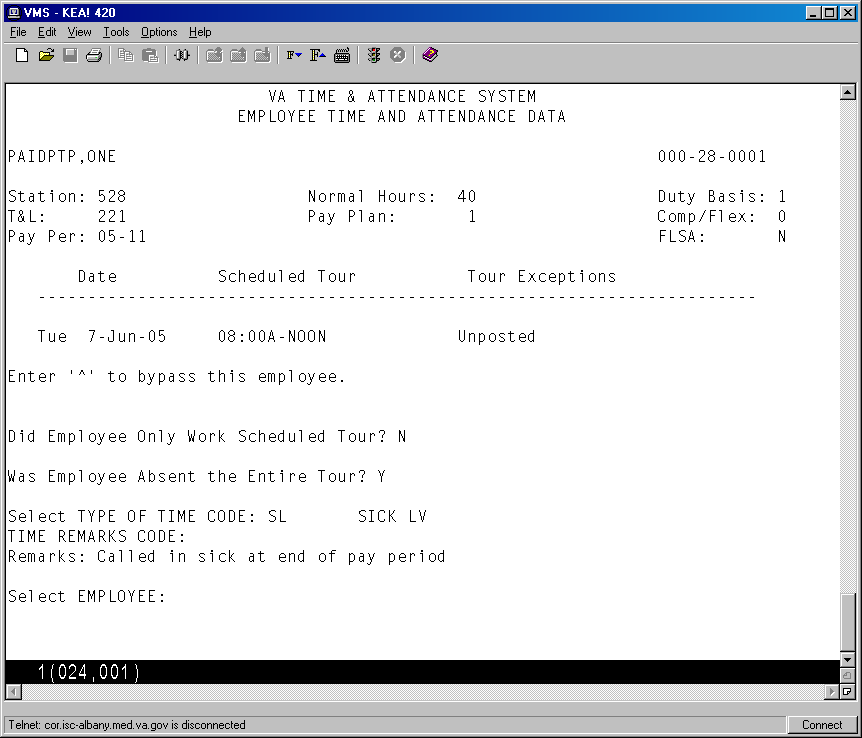 VMS - KEA! 420
File Edit View Tools Options Help
VA TIME & ATTENDANCE SYSTEM
EMPLOYEE TIME AND ATTENDANCE DATA
PAIDPTP,ONE 000-28-0001
Station: 528 Normal Hours: 40 Duty Basis: 1
T&L: 221 Pay Plan: 1 Comp/Flex: 0
Pay Per: 05-11 FLSA: N
Date Scheduled Tour Tour Exceptions
------------------------------------------------------------------------
Tue 7-Jun-05 08:00A-NOON Unposted
Enter '^' to bypass this employee.
Did Employee Only Work Scheduled Tour? N
Was Employee Absent the Entire Tour? Y
Select TYPE OF TIME CODE: SL SICK LV
TIME REMARKS CODE:
Remarks: Called in sick at end of pay period
Select EMPLOYEE:
1(024,001)
Telnet: cor.isc-albany.med.va.gov is disconnected Connect